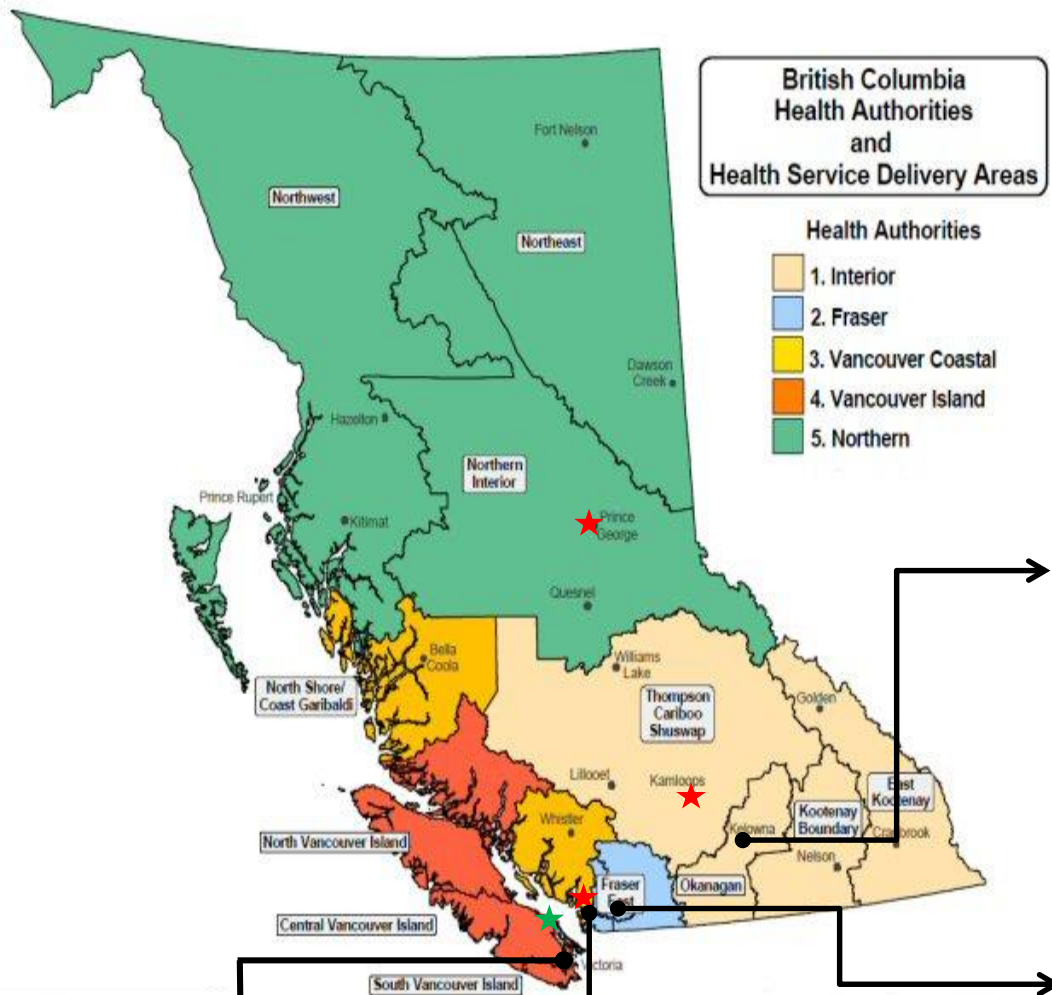 British Columbia
Health Authorities
and
Health Service Delivery Areas
Health Authorities
1. Interior
2. Fraser
3. Vancouver Coastal
4. Vancouver Island
5. Northern
Fort Nelson
Northwest
Northeast
Dawson
Creek
Hazelton
Northern
Interior
Prince Rupert
Kitimat
Prince
George
Quesnel
Bella
Coola
Williams
Lake
North Shore/
Coast Garibaldi
Thompson
Cariboo
Shuswap
Golden
Lillooet
Kamloops
East
Kootenay
Whistler
Kelowna
Kootenay
Boundary
Cranbrook
North Vancouver Island
Nelson
Fraser
East
Okanagan
Central Vancouver Island
Victoria
South Vancouver Island